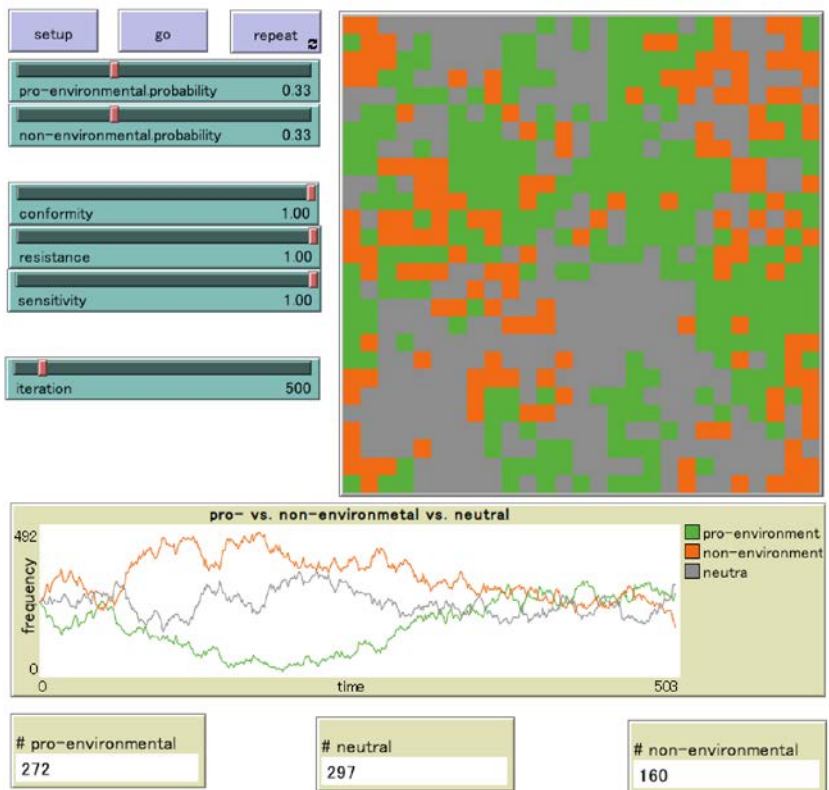 setup
go
repeat
pro-environmental.probability 0.33
non-environmental.probability 0.33
conformity 1.00
resistance 1.00
sensitivity 1.00
iteration 500
pro- vs. non-environmetal vs. neutral
492
frequency
0
0
time
503
pro-environment
non-environment
neutra
# pro-environmental
272
# neutral
297
# non-environmental
160